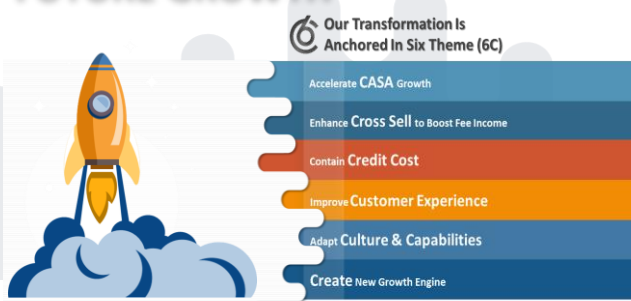 Our Transformation Is
Anchored In Six Theme (6C)
Accelerate CASA Growth
Enhance Cross Sell to Boost Fee Income
Contain Credit Cost
Improve Customer Experience
Adapt Culture & Capabilities
Create New Growth Engine